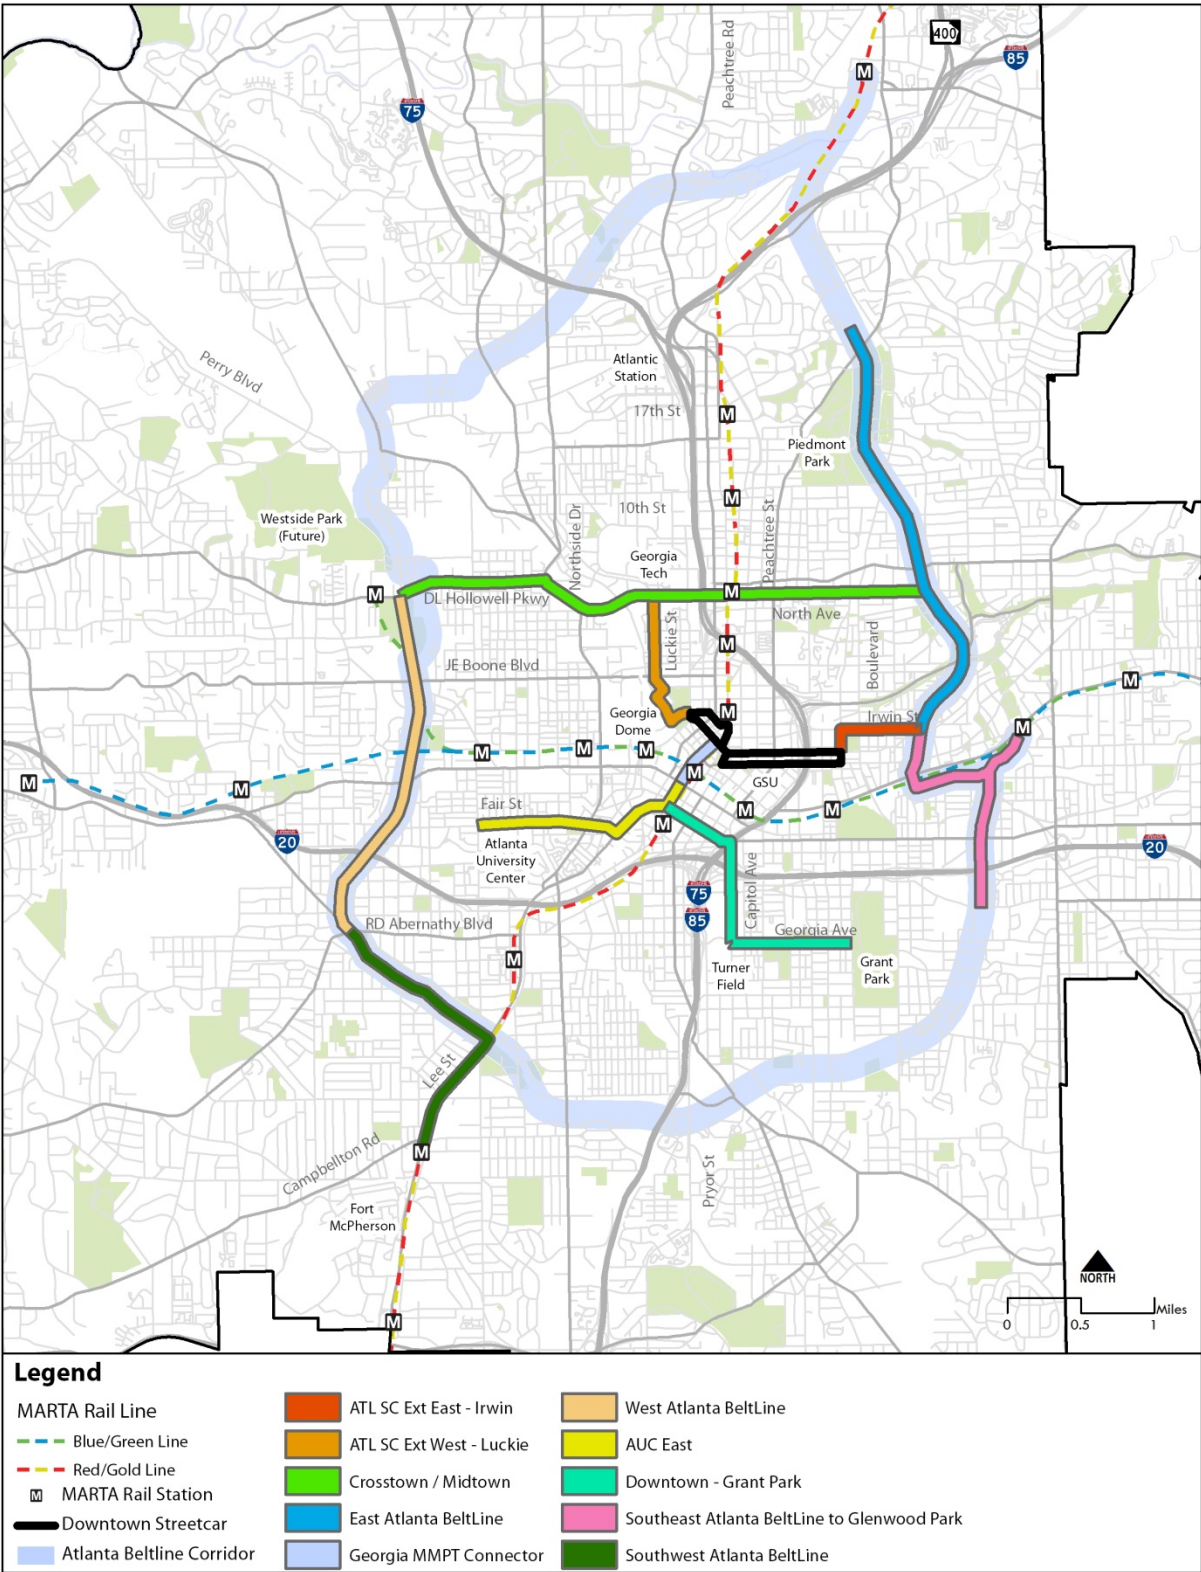 400
85
75
Peachtree Rd
M
Perry Blvd
Atlantic
Station
17th St
M
Piedmont
Park
M
10th St
Peachtree St
Westside Park
(Future)
Northside Dr
Georgia
Tech
M
M
DL Hollowell Pkwy
North Ave
Luckie St
Boulevard
M
JE Boone Blvd
M
Georgia
Dome
M
Irwin St
M
M
M
M
M
M
M
GSU
M
M
Fair St
M
Atlanta
University
Center
20
20
75
85
Capitol Ave
RD Abernathy Blvd
Georgia Ave
M
Turner
Field
Grant
Park
Lee St
Campbellton Rd
M
Pryor St
Fort
McPherson
NORTH
M
Miles
0 0.5 1
Legend
MARTA Rail Line
Blue/Green Line
Red/Gold Line
M MARTA Rail Station
Downtown Streetcar
Atlanta Beltline Corridor
ATL SC Ext East - Irwin
ATL SC Ext West - Luckie
Crosstown / Midtown
East Atlanta BeltLine
Georgia MMPT Connector
West Atlanta BeltLine
AUC East
Downtown - Grant Park
Southeast Atlanta BeltLine to Glenwood Park
Southwest Atlanta BeltLine